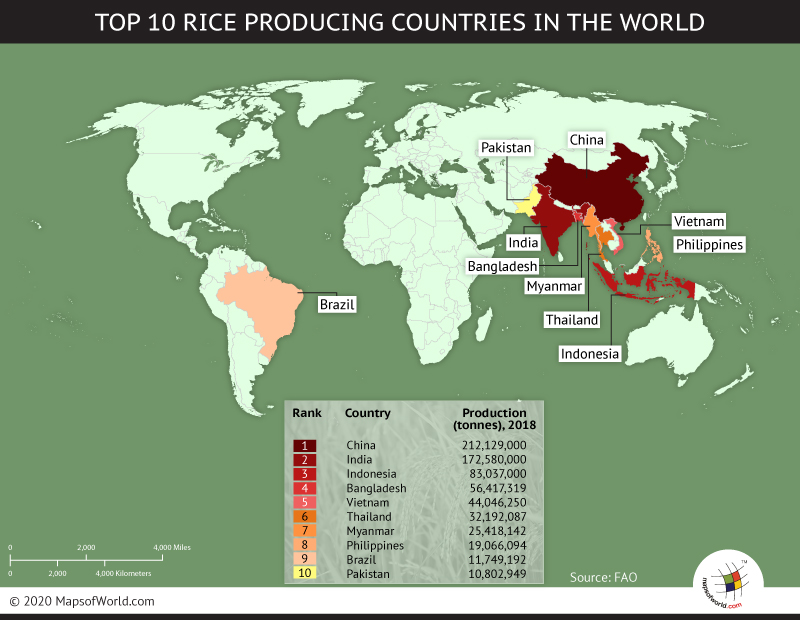 TOP 10 RICE PRODUCING COUNTRIES IN THE WORLD
Pakistan
China
India
Bangladesh
Myanmar
Thailand
Indonesia
Vietnam
Philippines
Brazil
Rank Country Production
(tonnes), 2018
1 China 212,129,000
2 India 172,580,000
3 Indonesia 83,037,000
4 Bangladesh 56,417,319
5 Vietnam 44,046,250
6 Thailand 32,192,087
7 Myanmar 25,418,142
8 Philippines 19,066,094
9 Brazil 11,749,192
10 Pakistan 10,802,949
0 2,000 4,000 Miles
0 2,000 4,000 Kilometers
Source: FAO
mapsofworld.com
TM
© 2020 MapsofWorld.com